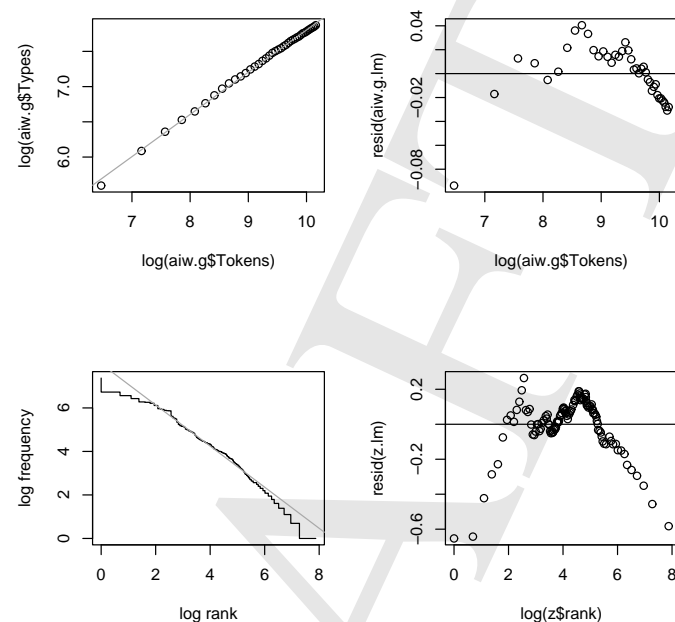 log(aiw.g$Types)
7.0
6.0
7 8 9 10
log(aiw.g$Tokens)
resid(aiw.g.lm)
0.04
−0.02
−0.08
7 8 9 10
log(aiw.g$Tokens)
log frequency
6
4
2
0
0 2 4 6 8
log rank
resid(z.lm)
0.2
−0.2
−0.6
0 2 4 6 8
log(z$rank)
AFT